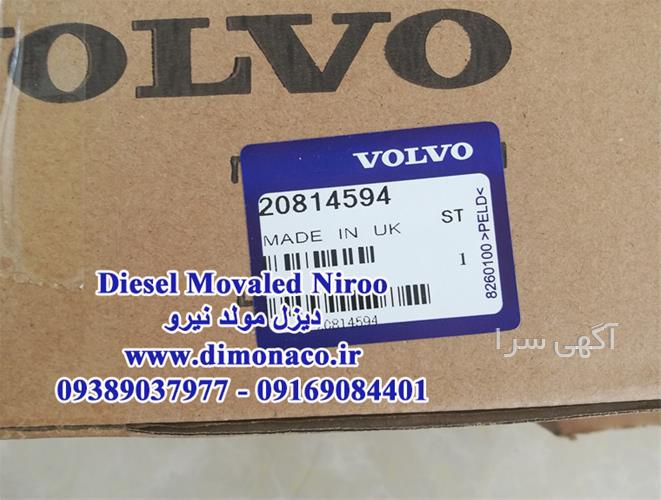 VOLVO
VOLVO
20814594
MADE IN UK
ST
1
8260100 >PELD<
20814594
Diesel Movaled Niroo
دیزل مولد نیرو
www.dimonaco.ir
09389037977 - 09169084401
آگهی سرا